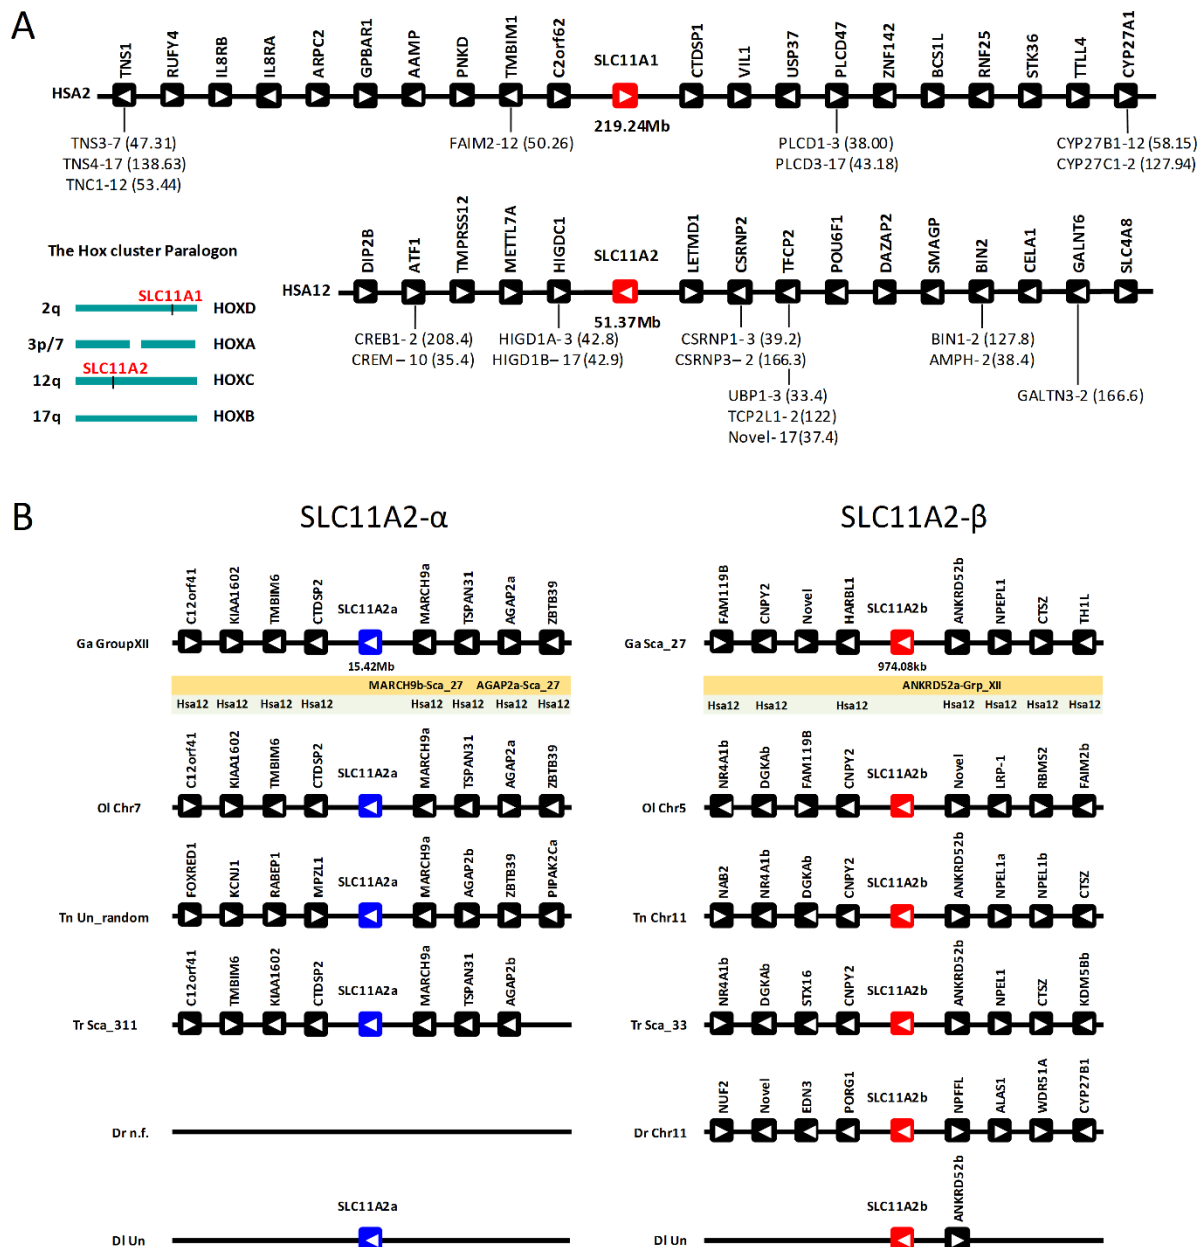 A
TNS1 RUFY4 IL8RB IL8RA ARPC2 GPBAR1 AAMP PNKD TMBIM1 C2orf62 SLC11A1 CTDSP1 VIL1 USP37 PLCD47 ZNF142 BCS1L RNF25 STK36 TTLL4 CYP27A1
HSA2
219.24Mb
TNS3-7 (47.31) FAIM2-12 (50.26) PLCD1-3 (38.00) CYP27B1-12 (58.15)
TNS4-17 (138.63) PLCD3-17 (43.18) CYP27C1-2 (127.94)
TNC1-12 (53.44)
DIP2B ATF1 TMPRSS12 METTL7A HIGDC1 SLC11A2 LETMD1 CSRNP2 TFCP2 POU6F1 DAZAP2 SMAGP BIN2 CELA1 GALNT6 SLC4A8
HSA12
51.37Mb
CREB1- 2 (208.4) HIGD1A-3 (42.8) CSRNP1-3 (39.2) BIN1-2 (127.8)
CREM – 10 (35.4) HIGD1B – 17 (42.9) CSRNP3– 2 (166.3) AMPH-2 (38.4)
UBP1-3 (33.4) GALTN3-2 (166.6)
TCP2L1- 2 (122)
Novel- 17(37.4)
The Hox cluster Paralogon
SLC11A1
2q HOXD
3p/7 HOXA
SLC11A2
12q HOXC
17q HOXB
B
SLC11A2-α
C12orf41 KIAA1602 TMBIM6 CTDSP2 SLC11A2a MARCH9a TSPAN31 AGAP2a ZBTB39
Ga GroupXII
15.42Mb
MARCH9b-Sca_27 AGAP2a-Sca_27
Hsa12 Hsa12 Hsa12 Hsa12 Hsa12 Hsa12 Hsa12 Hsa12
C12orf41 KIAA1602 TMBIM6 CTDSP2 SLC11A2a MARCH9a TSPAN31 AGAP2a ZBTB39
Ol Chr7
FOXRED1 KCNJ1 RABEP1 MPZL1 SLC11A2a MARCH9a AGAP2b ZBTB39 PIPAK2Ca
Tn Un_random
C12orf41 TMBIM6 KIAA1602 CTDSP2 SLC11A2a MARCH9a TSPAN31 AGAP2b
Tr Sca_311
Dr n.f.
SLC11A2a
Dl Un
SLC11A2-β
FAM119B CNPY2 Novel HARBL1 SLC11A2b ANKRD52b NPEPL1 CTSZ TH1L
Ga Sca_27
974.08kb
ANKRD52a-Grp_XII
Hsa12 Hsa12 Hsa12 Hsa12 Hsa12 Hsa12 Hsa12
NR4A1b DGKAb FAM119B CNPY2 SLC11A2b Novel LRP-1 RBMS2 FAIM2b
Ol Chr5
NAB2 NR4A1b DGKAb CNPY2 SLC11A2b ANKRD52b NPEL1a NPEL1b CTSZ
Tn Chr11
NR4A1b DGKAb STX16 CNPY2 SLC11A2b ANKRD52b NPEL1 CTSZ KDM5Bb
Tr Sca_33
NUF2 Novel EDN3 PORG1 SLC11A2b NPFFL ALAS1 WDR51A CYP27B1
Dr Chr11
SLC11A2b ANKRD52b
Dl Un